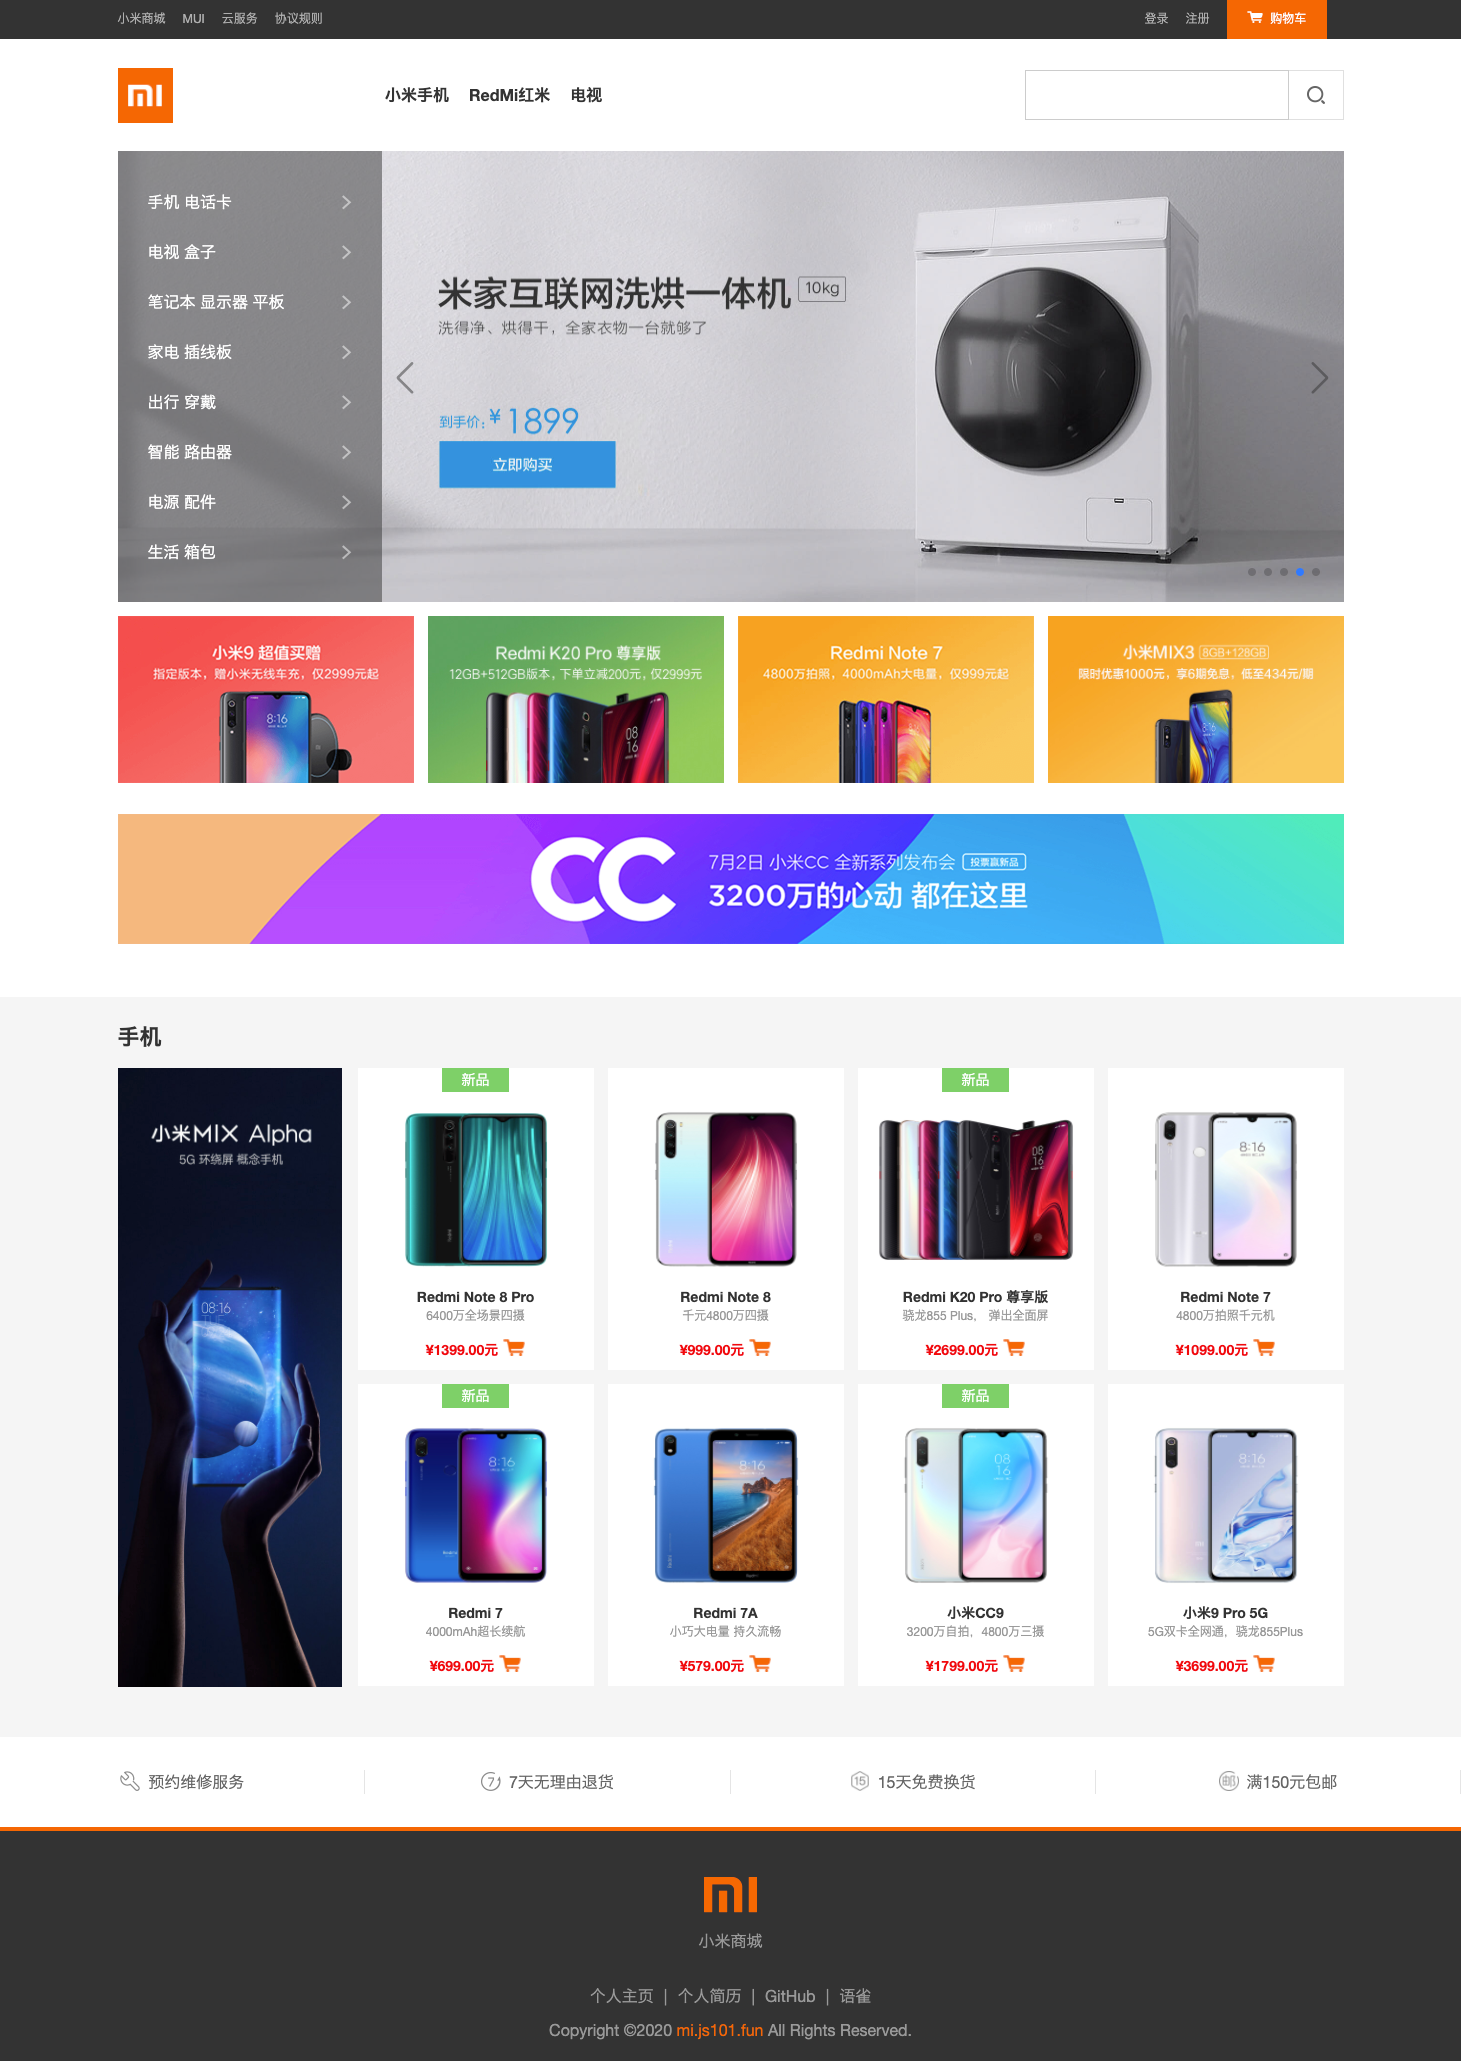 小米商城 MUI 云服务 协议规则 登录 注册 购物车
小米手机 RedMi红米 电视
手机 电话卡
电视 盒子
笔记本 显示器 平板
家电 插线板
出行 穿戴
智能 路由器
电源 配件
生活 箱包
米家互联网洗烘一体机 10kg
洗得净、烘得干，全家衣物一台就够了
到手价：¥1899
立即购买
小米9 超值买赠
指定版本，赠小米无线车充，仅2999元起
Redmi K20 Pro 尊享版
12GB+512GB版本，下单立减200元，仅2999元
Redmi Note 7
4800万拍照，4000mAh大电量，仅999元起
小米MIX3 8GB+128GB
限时优惠1000元，享6期免息，低至434元/期
CC
7月2日 小米CC 全新系列发布会 投票赢新品
3200万的心动 都在这里
手机
小米MIX Alpha
5G 环绕屏 概念手机
新品
Redmi Note 8 Pro
6400万全场景四摄
¥1399.00元
Redmi Note 8
千元4800万四摄
¥999.00元
新品
Redmi K20 Pro 尊享版
骁龙855 Plus， 弹出全面屏
¥2699.00元
Redmi Note 7
4800万拍照千元机
¥1099.00元
新品
Redmi 7
4000mAh超长续航
¥699.00元
Redmi 7A
小巧大电量 持久流畅
¥579.00元
新品
小米CC9
3200万自拍，4800万三摄
¥1799.00元
小米9 Pro 5G
5G双卡全网通，骁龙855Plus
¥3699.00元
预约维修服务 7天无理由退货 15天免费换货 满150元包邮
小米商城
个人主页 | 个人简历 | GitHub | 语雀
Copyright ©2020 mi.js101.fun All Rights Reserved.